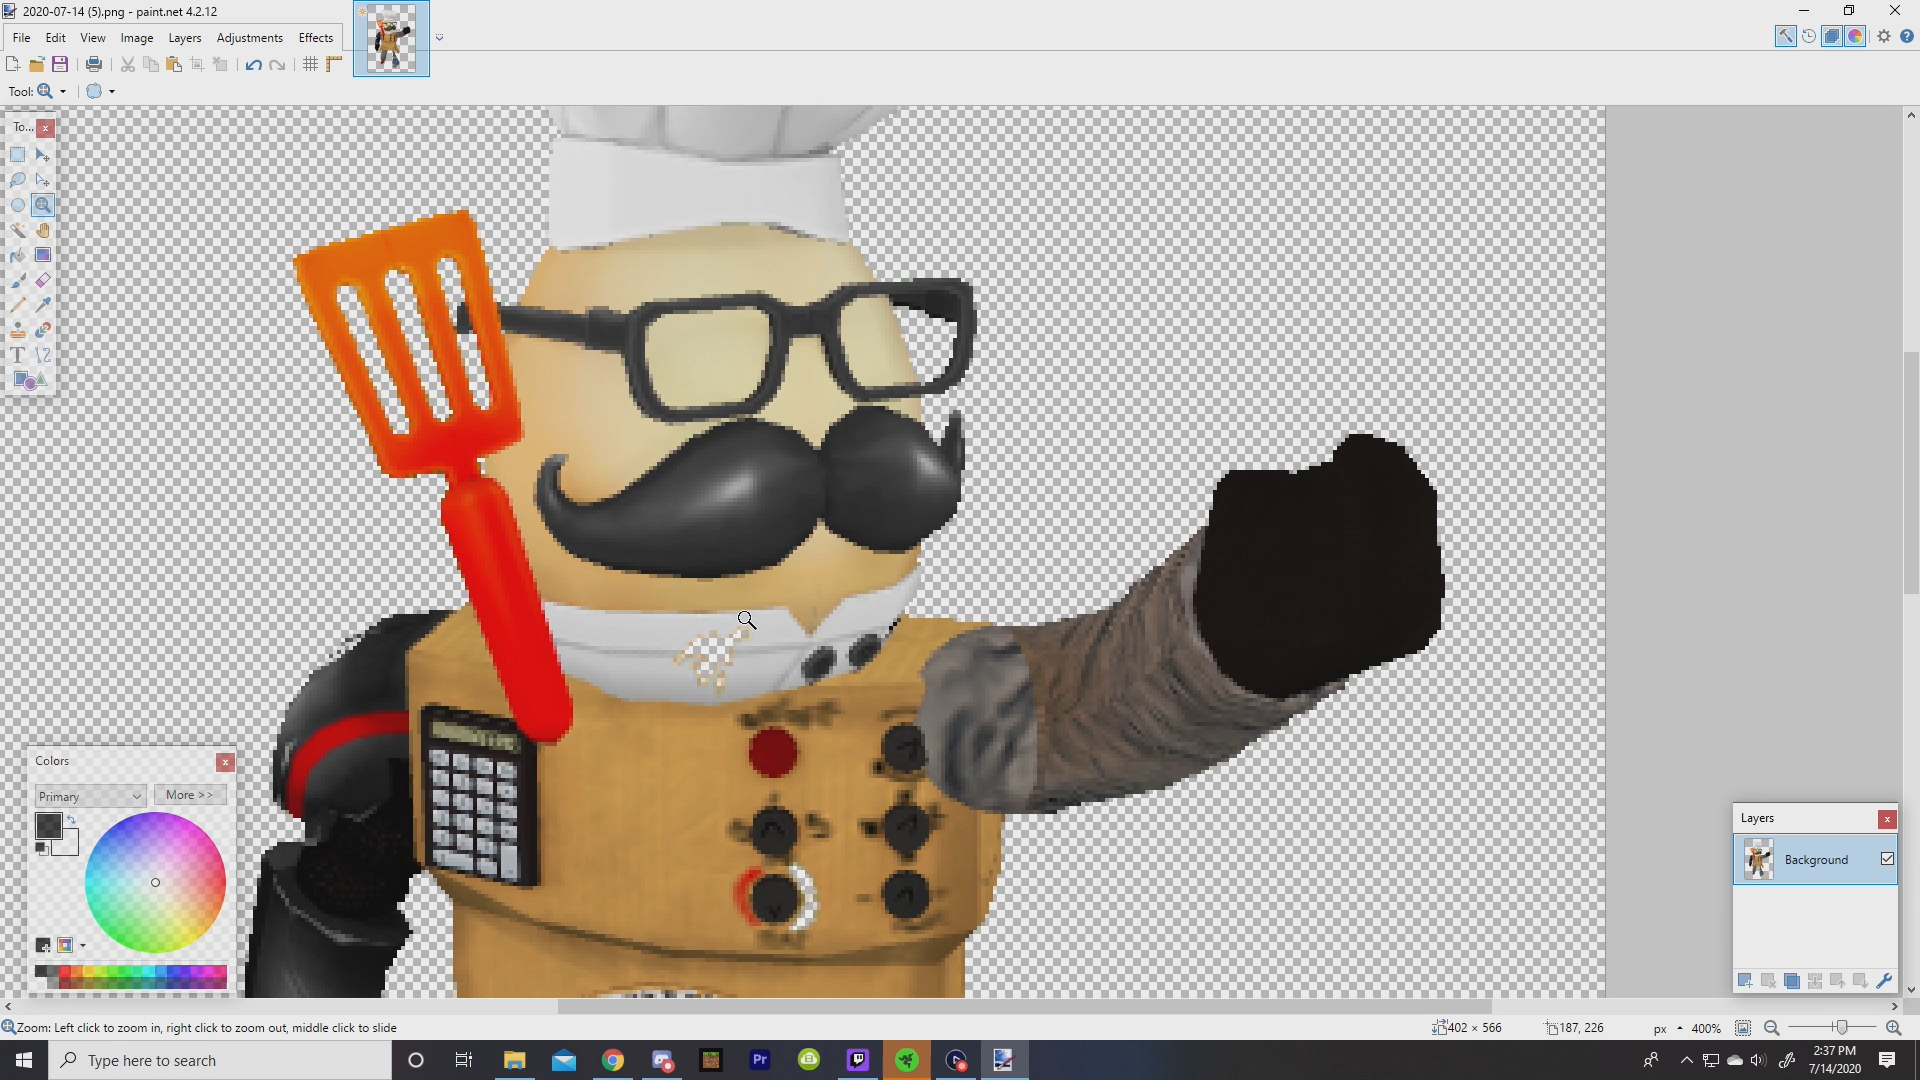 2020-07-14 (5).png - paint.net 4.2.12
File Edit View Image Layers Adjustments Effects
Tool:
To...
Colors
Primary
More >>
Layers
Background
Zoom: Left click to zoom in, right click to zoom out, middle click to slide
402 × 566
187, 226
px
400%
Type here to search
Pr
2:37 PM
7/14/2020